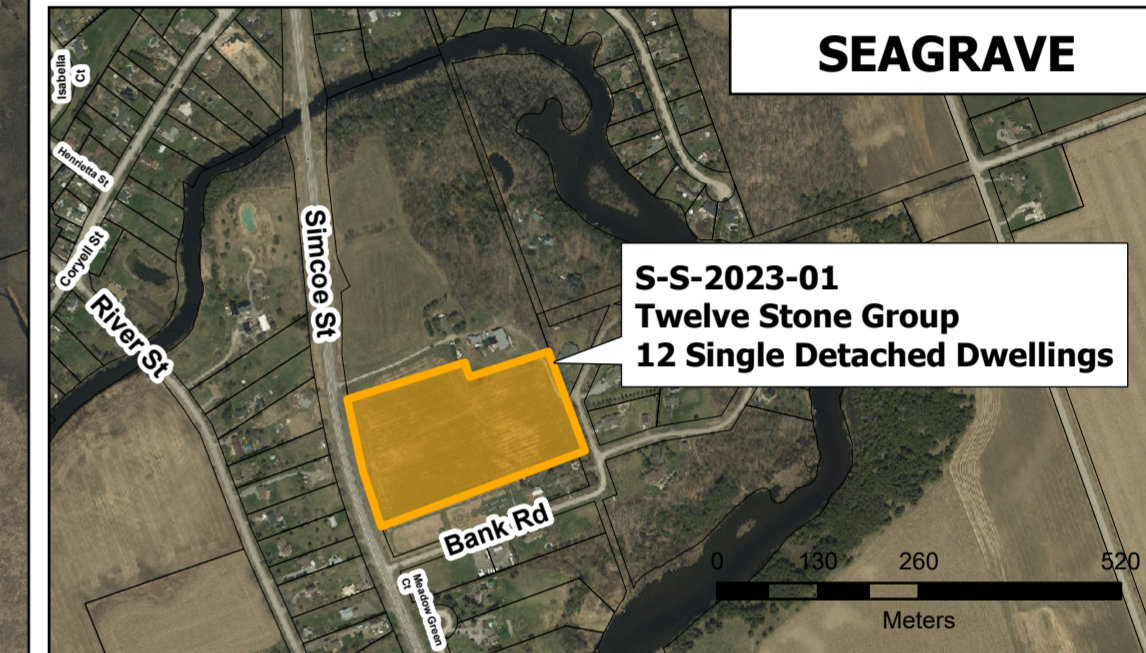 SEAGRAVE
Isabella
Ct
Henrietta St
Coryell St
River St
Simcoe St
S-S-2023-01
Twelve Stone Group
12 Single Detached Dwellings
Bank Rd
Meadow Green
Ct
0 130 260 520
Meters